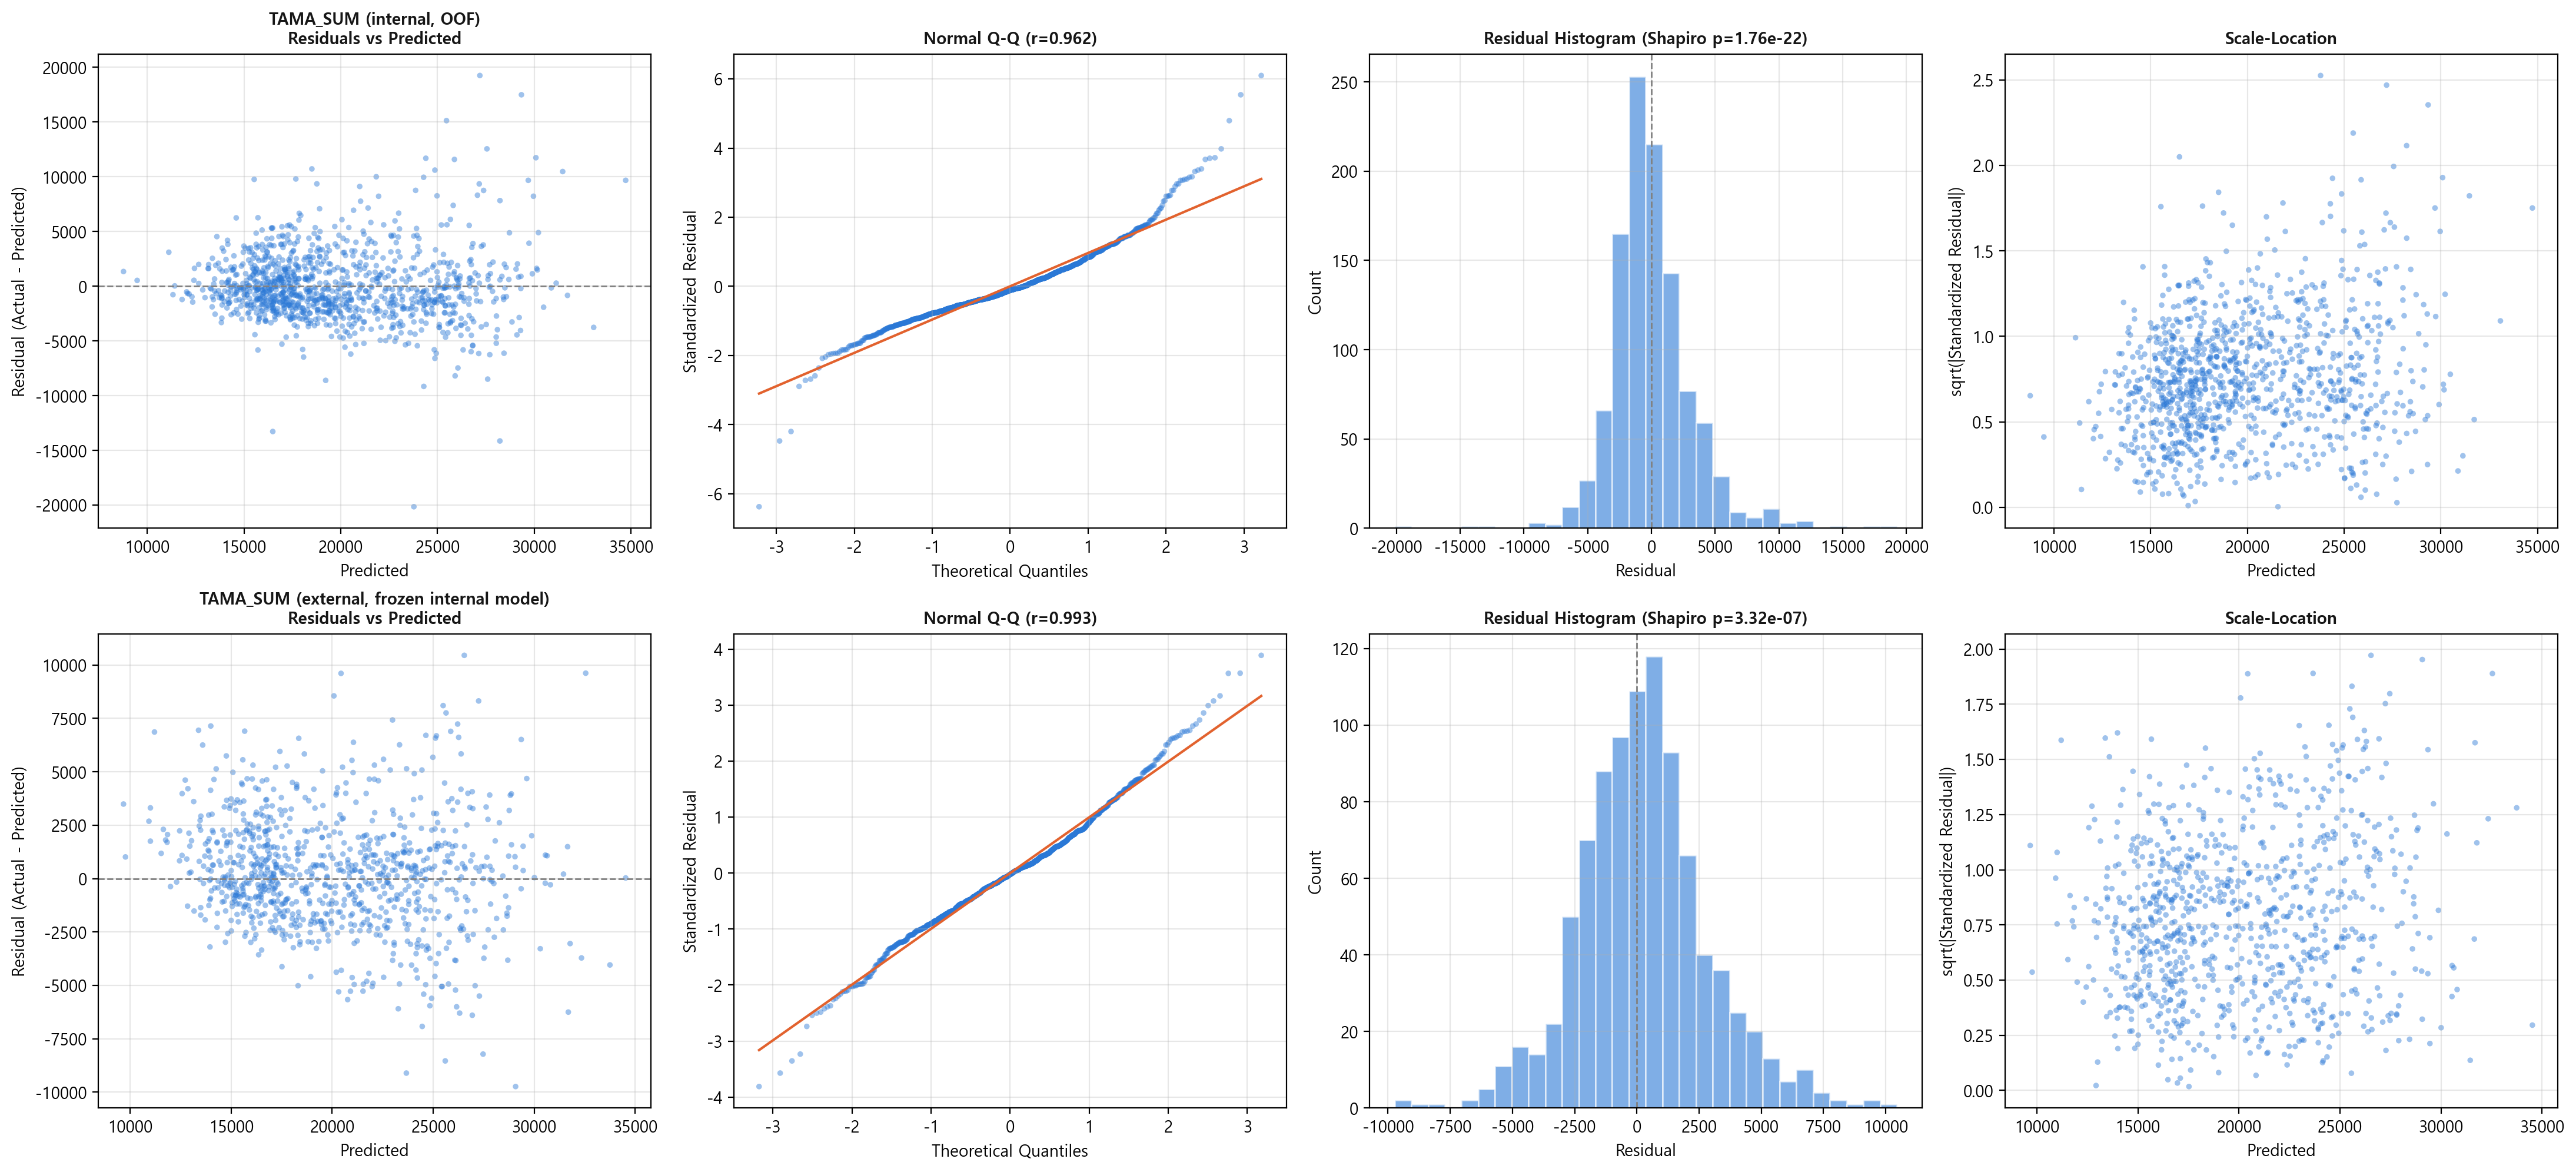 TAMA_SUM (internal, OOF)
Residuals vs Predicted
20000
15000
10000
5000
0
-5000
-10000
-15000
-20000
Residual (Actual - Predicted)
10000 15000 20000 25000 30000 35000
Predicted
Normal Q-Q (r=0.962)
6
4
2
0
-2
-4
-6
Standardized Residual
-3 -2 -1 0 1 2 3
Theoretical Quantiles
Residual Histogram (Shapiro p=1.76e-22)
250
200
150
100
50
0
Count
-20000 -15000 -10000 -5000 0 5000 10000 15000 20000
Residual
Scale-Location
2.5
2.0
1.5
1.0
0.5
0.0
sqrt(|Standardized Residual|)
10000 15000 20000 25000 30000 35000
Predicted
TAMA_SUM (external, frozen internal model)
Residuals vs Predicted
10000
7500
5000
2500
0
-2500
-5000
-7500
-10000
Residual (Actual - Predicted)
10000 15000 20000 25000 30000 35000
Predicted
Normal Q-Q (r=0.993)
4
3
2
1
0
-1
-2
-3
-4
Standardized Residual
-3 -2 -1 0 1 2 3
Theoretical Quantiles
Residual Histogram (Shapiro p=3.32e-07)
120
100
80
60
40
20
0
Count
-10000 -7500 -5000 -2500 0 2500 5000 7500 10000
Residual
Scale-Location
2.00
1.75
1.50
1.25
1.00
0.75
0.50
0.25
0.00
sqrt(|Standardized Residual|)
10000 15000 20000 25000 30000 35000
Predicted